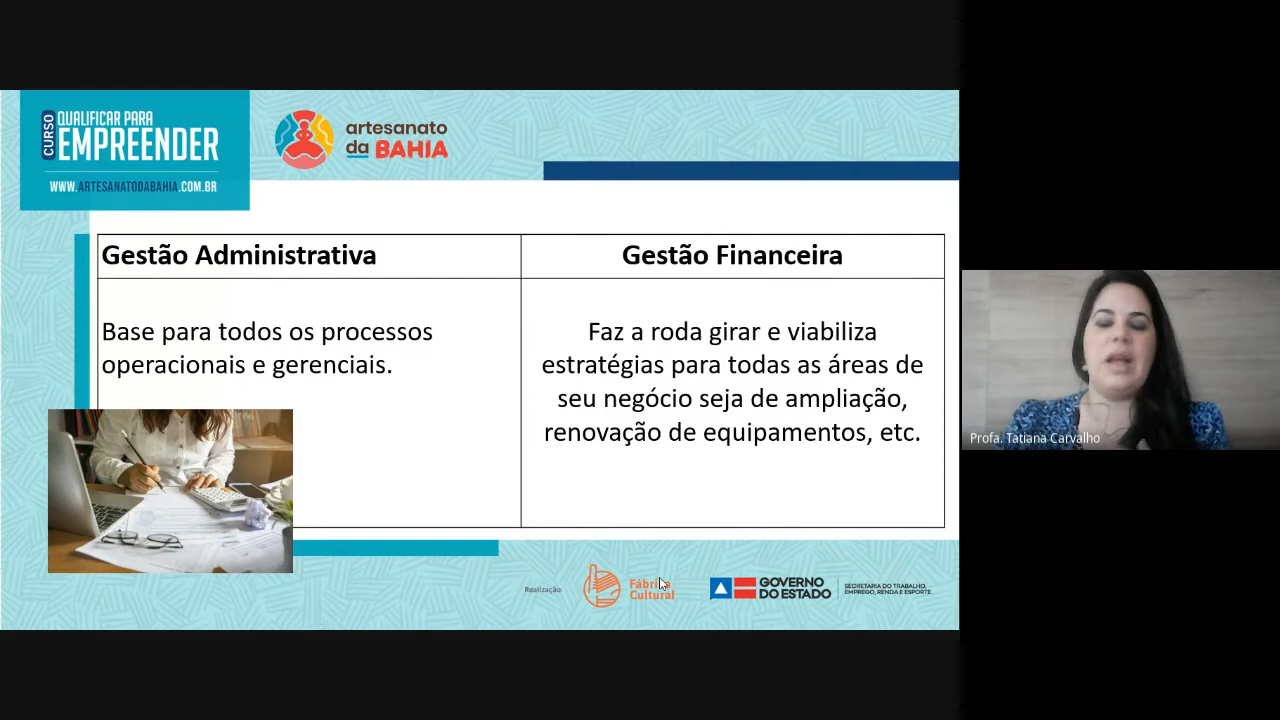 CURSO
QUALIFICAR PARA
EMPREENDER
WWW.ARTESANATODABAHIA.COM.BR
artesanato
da BAHIA
Gestão Administrativa
Gestão Financeira
Base para todos os processos
operacionais e gerenciais.
Faz a roda girar e viabiliza
estratégias para todas as áreas de
seu negócio seja de ampliação,
renovação de equipamentos, etc.
Profa. Tatiana Carvalho
Realização:
Fábrica
Cultural
GOVERNO
DO ESTADO
SECRETARIA DO TRABALHO,
EMPREGO, RENDA E ESPORTE